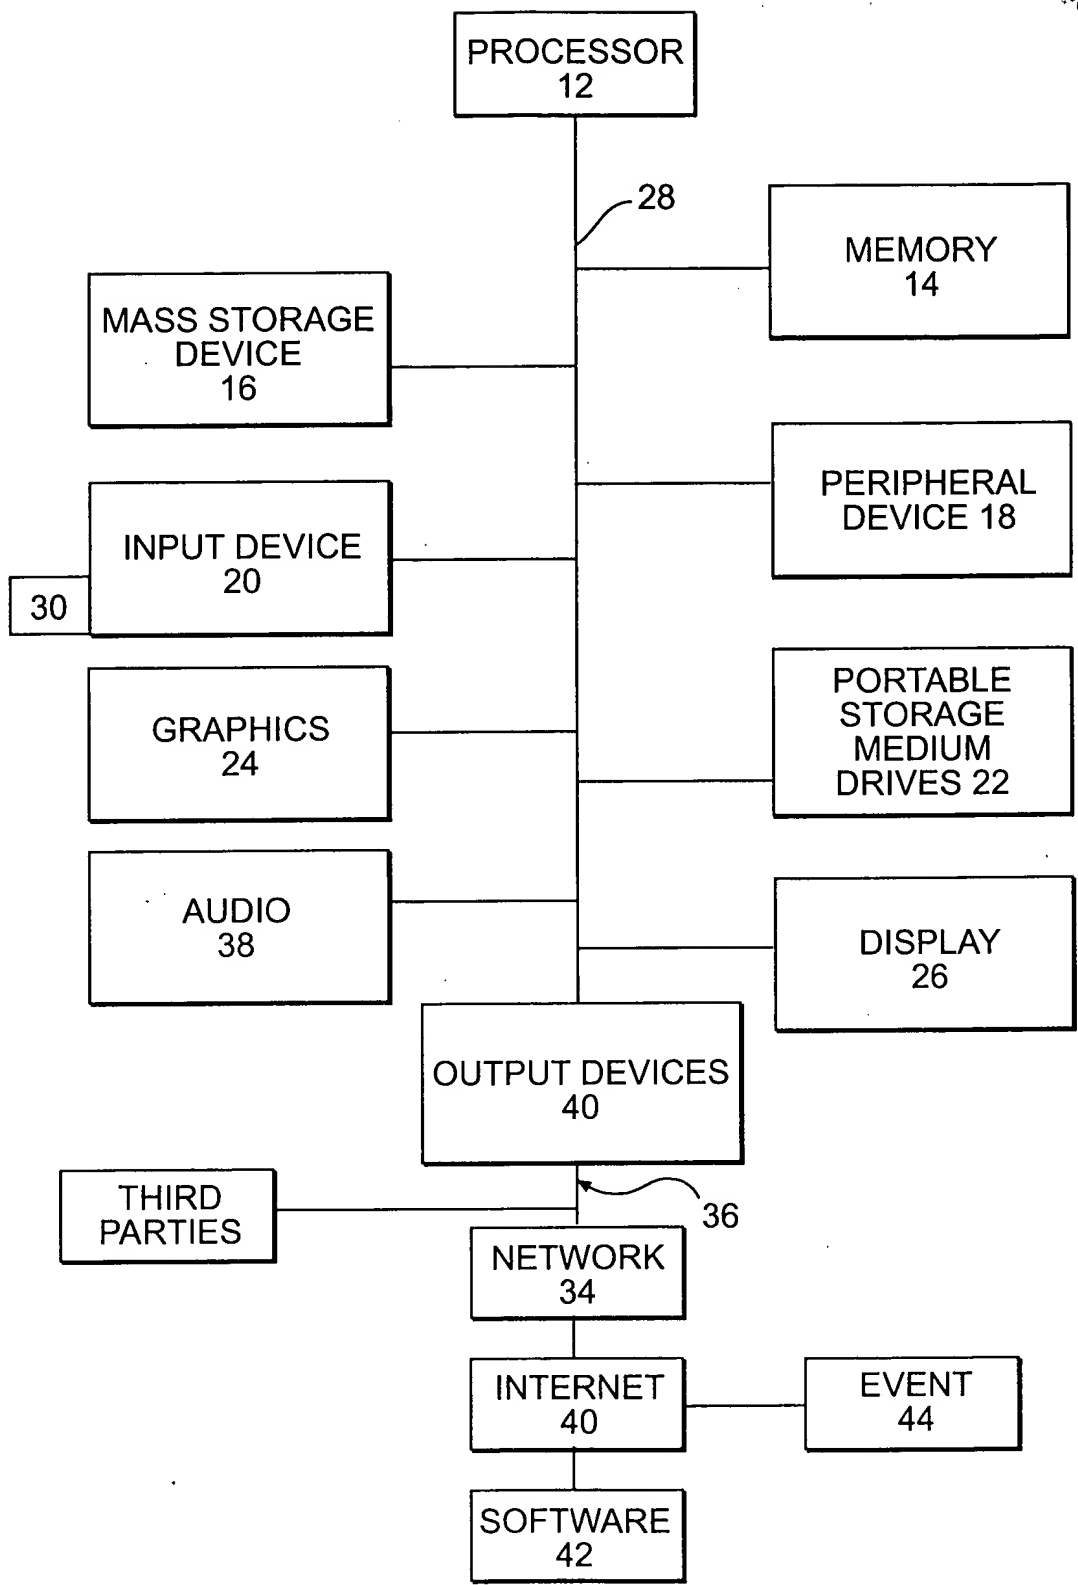 PROCESSOR
12
28
MEMORY
14
MASS STORAGE
DEVICE
16
PERIPHERAL
DEVICE 18
INPUT DEVICE
20
30
PORTABLE
STORAGE
MEDIUM
DRIVES 22
GRAPHICS
24
AUDIO
38
DISPLAY
26
OUTPUT DEVICES
40
THIRD
PARTIES
36
NETWORK
34
INTERNET
40
EVENT
44
SOFTWARE
42